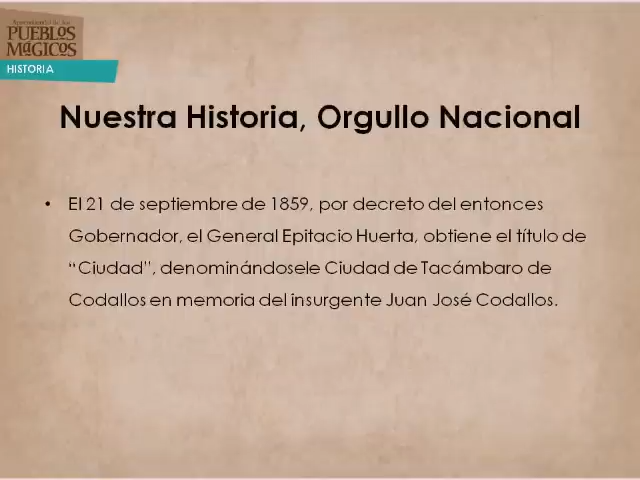 PUEBLOS
MáGICOS
HISTORIA
Nuestra Historia, Orgullo Nacional
• El 21 de septiembre de 1859, por decreto del entonces
Gobernador, el General Epitacio Huerta, obtiene el título de
“Ciudad”, denominándosele Ciudad de Tacámbaro de
Codallos en memoria del insurgente Juan José Codallos.